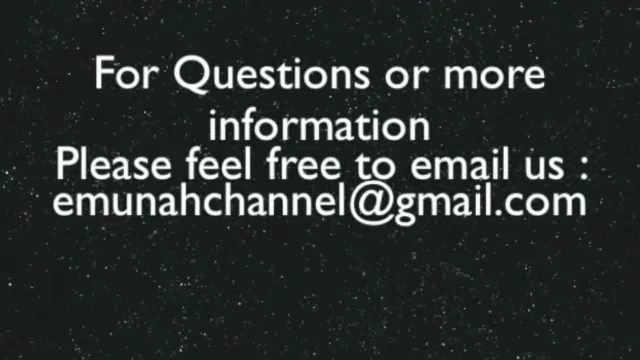 For Questions or more
information
Please feel free to email us :
emunahchannel@gmail.com